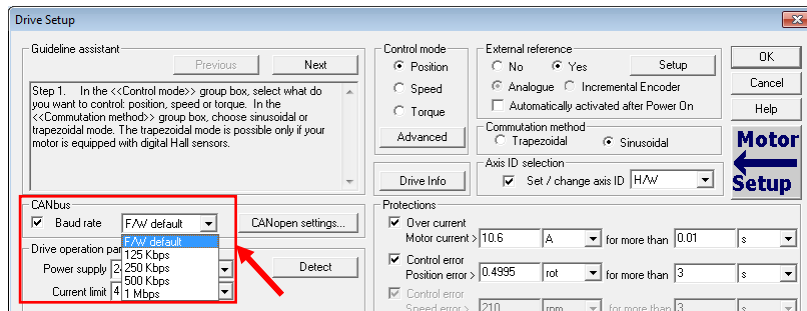 Drive Setup
Guideline assistant
Previous
Next
Step 1. In the <<Control mode>> group box, select what do
you want to control: position, speed or torque. In the
<<Commutation method>> group box, choose sinusoidal or
trapezoidal mode. The trapezoidal mode is possible only if your
motor is equipped with digital Hall sensors.
Control mode
Position
Speed
Torque
Advanced
External reference
No Yes Setup
Analogue Incremental Encoder
Automatically activated after Power On
Commutation method
Trapezoidal Sinusoidal
OK
Cancel
Help
Motor
Setup
Drive Info
Axis ID selection
Set / change axis ID H/W
CANbus
Baud rate F/W default CANopen settings...
F/W default
125 Kbps
250 Kbps
500 Kbps
1 Mbps
Drive operation
Power supply
Detect
Current limit 4
Protections
Over current
Motor current > 10.6 A for more than 0.01 s
Control error
Position error > 0.4995 rot for more than 3 s
Control error
Speed error > 210 rpm for more than 3 s